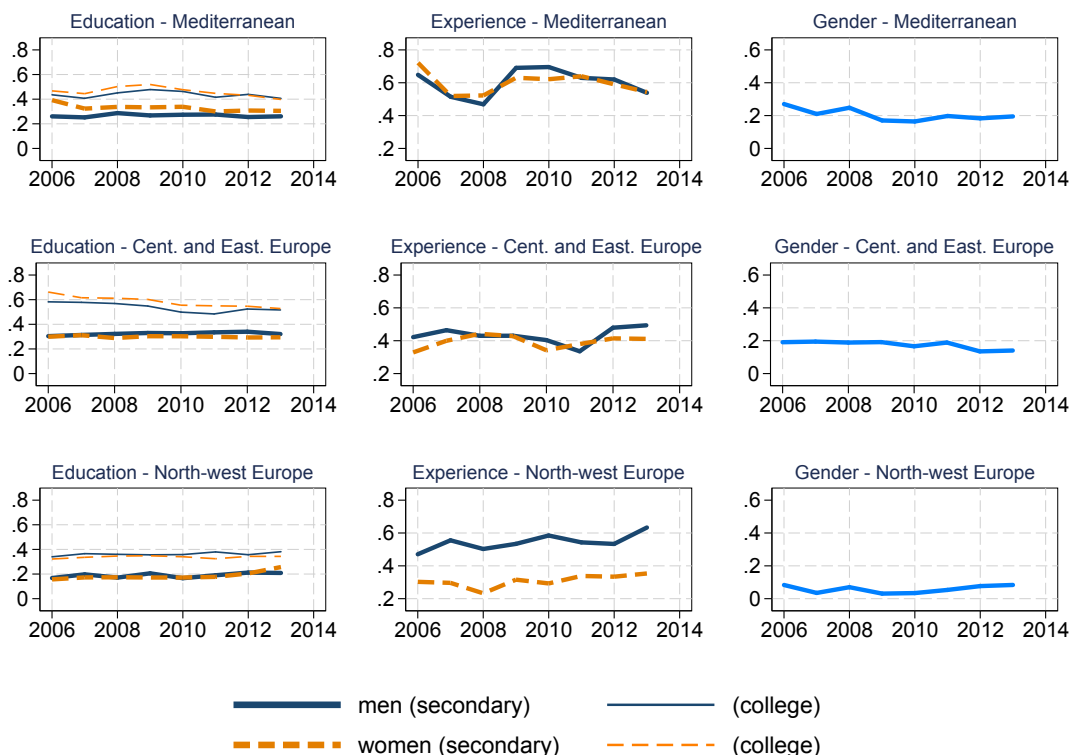 Education - Mediterranean
Experience - Mediterranean
Gender - Mediterranean
.8
.6
.4
.2
0
2006 2008 2010 2012 2014
.8
.6
.4
.2
2006 2008 2010 2012 2014
.6
.4
.2
0
2006 2008 2010 2012 2014
Education - Cent. and East. Europe
Experience - Cent. and East. Europe
Gender - Cent. and East. Europe
.8
.6
.4
.2
0
2006 2008 2010 2012 2014
.8
.6
.4
.2
2006 2008 2010 2012 2014
.6
.4
.2
0
2006 2008 2010 2012 2014
Education - North-west Europe
Experience - North-west Europe
Gender - North-west Europe
.8
.6
.4
.2
0
2006 2008 2010 2012 2014
.8
.6
.4
.2
2006 2008 2010 2012 2014
.6
.4
.2
0
2006 2008 2010 2012 2014
men (secondary) (college)
women (secondary) (college)